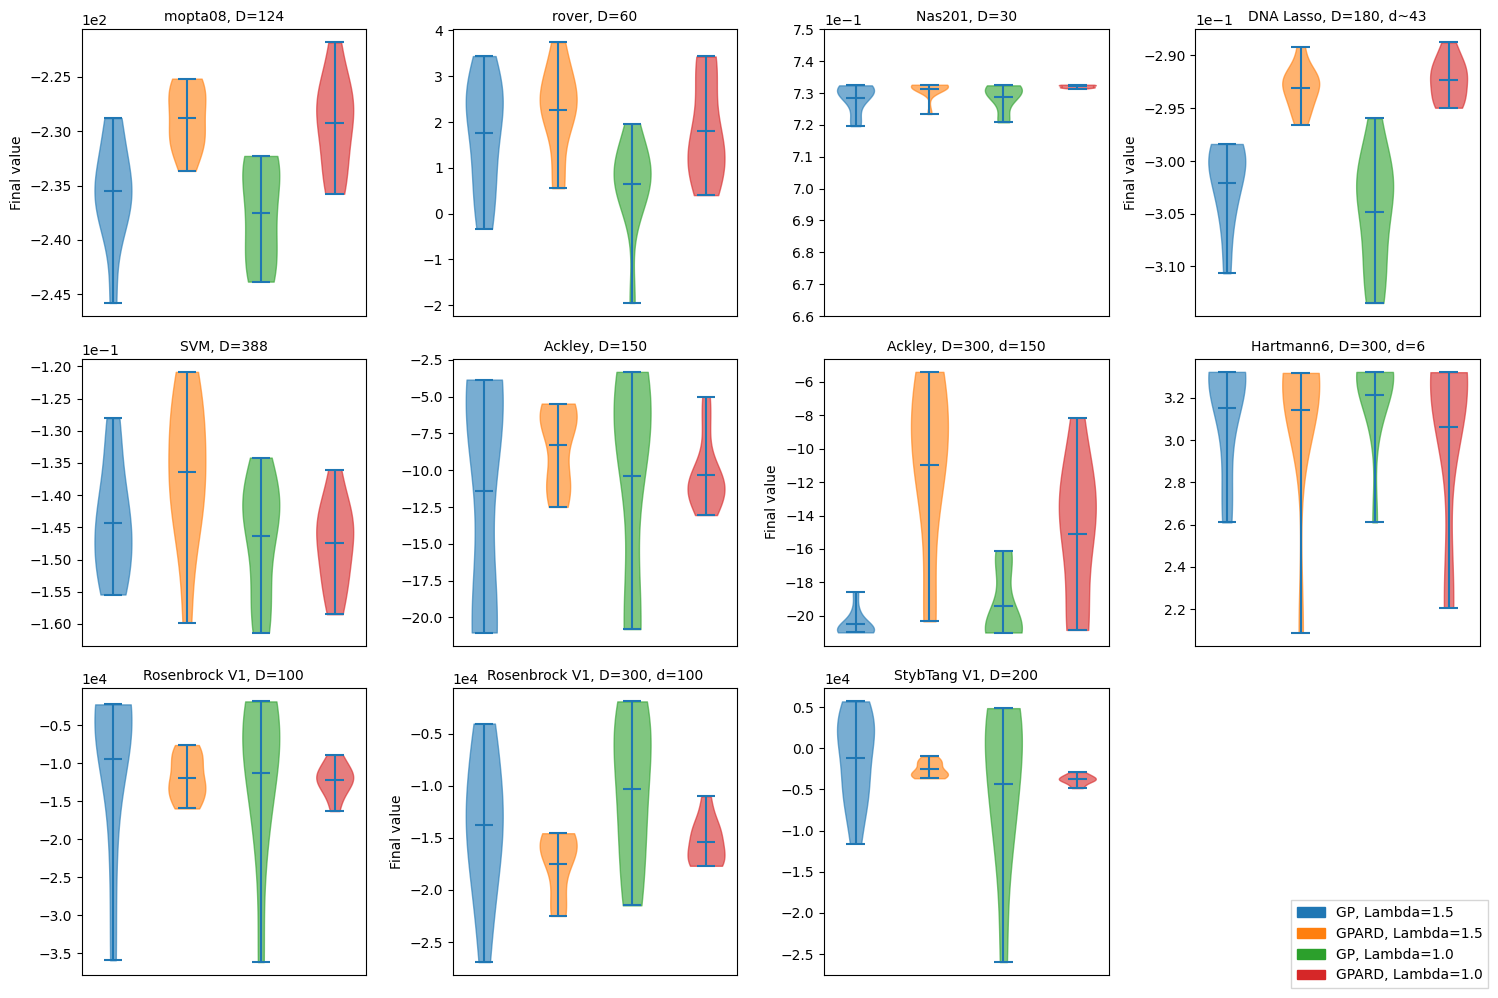 mopta08, D=124
1e2
Final value
−2.25
−2.30
−2.35
−2.40
−2.45
rover, D=60
4
3
2
1
0
−1
−2
Nas201, D=30
1e−1
7.5
7.4
7.3
7.2
7.1
7.0
6.9
6.8
6.7
6.6
DNA Lasso, D=180, d~43
1e−1
Final value
−2.90
−2.95
−3.00
−3.05
−3.10
SVM, D=388
1e−1
−1.20
−1.25
−1.30
−1.35
−1.40
−1.45
−1.50
−1.55
−1.60
Ackley, D=150
−2.5
−5.0
−7.5
−10.0
−12.5
−15.0
−17.5
−20.0
Ackley, D=300, d=150
Final value
−6
−8
−10
−12
−14
−16
−18
−20
Hartmann6, D=300, d=6
3.2
3.0
2.8
2.6
2.4
2.2
Rosenbrock V1, D=100
1e4
−0.5
−1.0
−1.5
−2.0
−2.5
−3.0
−3.5
Rosenbrock V1, D=300, d=100
1e4
Final value
−0.5
−1.0
−1.5
−2.0
−2.5
StybTang V1, D=200
1e4
0.5
0.0
−0.5
−1.0
−1.5
−2.0
−2.5
GP, Lambda=1.5
GPARD, Lambda=1.5
GP, Lambda=1.0
GPARD, Lambda=1.0